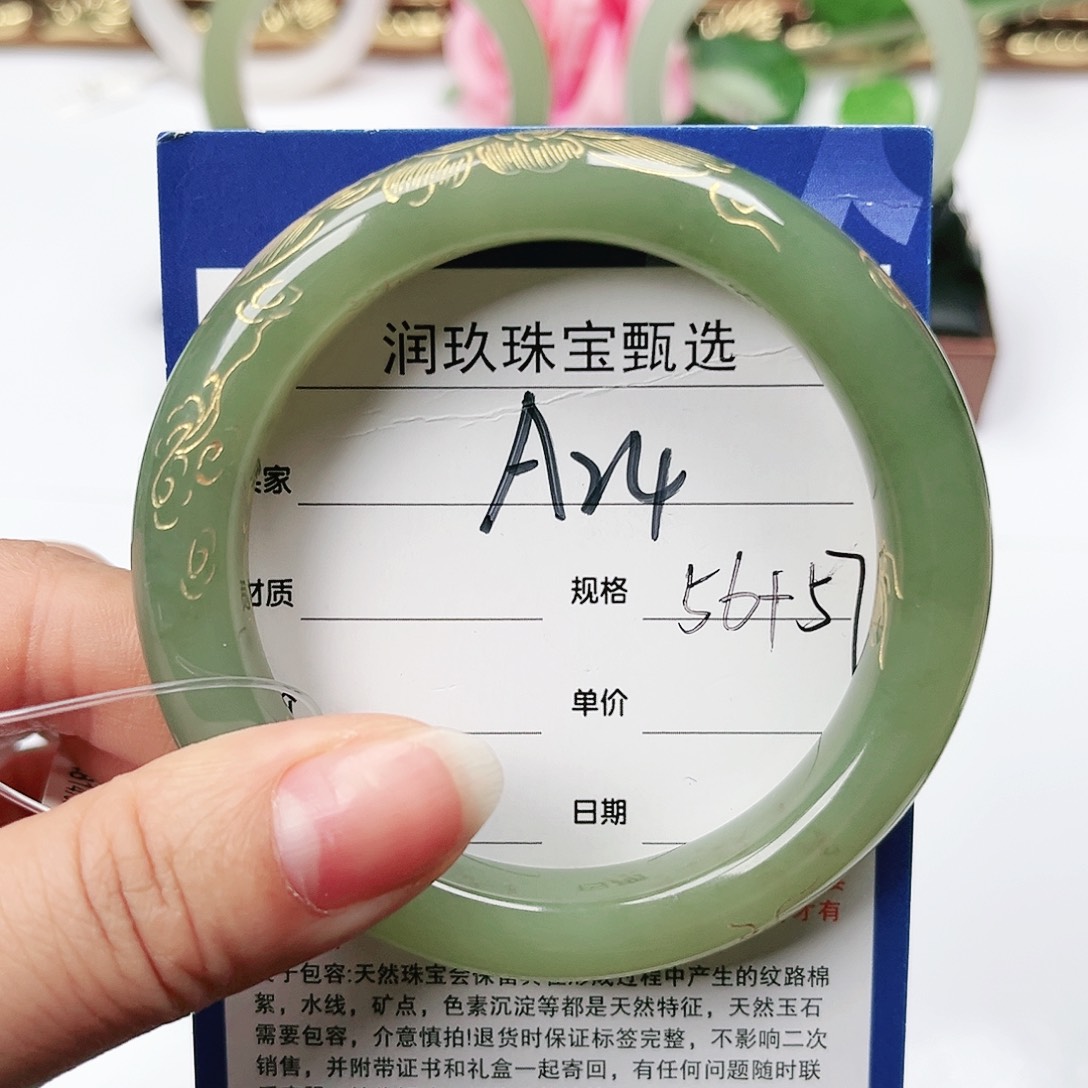 润玖珠宝甄选
A24
家
材质 规格 56+57
单价
日期
才有
包容:天然珠宝会保留其在形成过程中产生的纹路棉
絮，水线，矿点，色素沉淀等都是天然特征，天然玉石
需要包容，介意慎拍!退货时保证标签完整，不影响二次
销售，并附带证书和礼盒一起寄回，有任何问题随时联